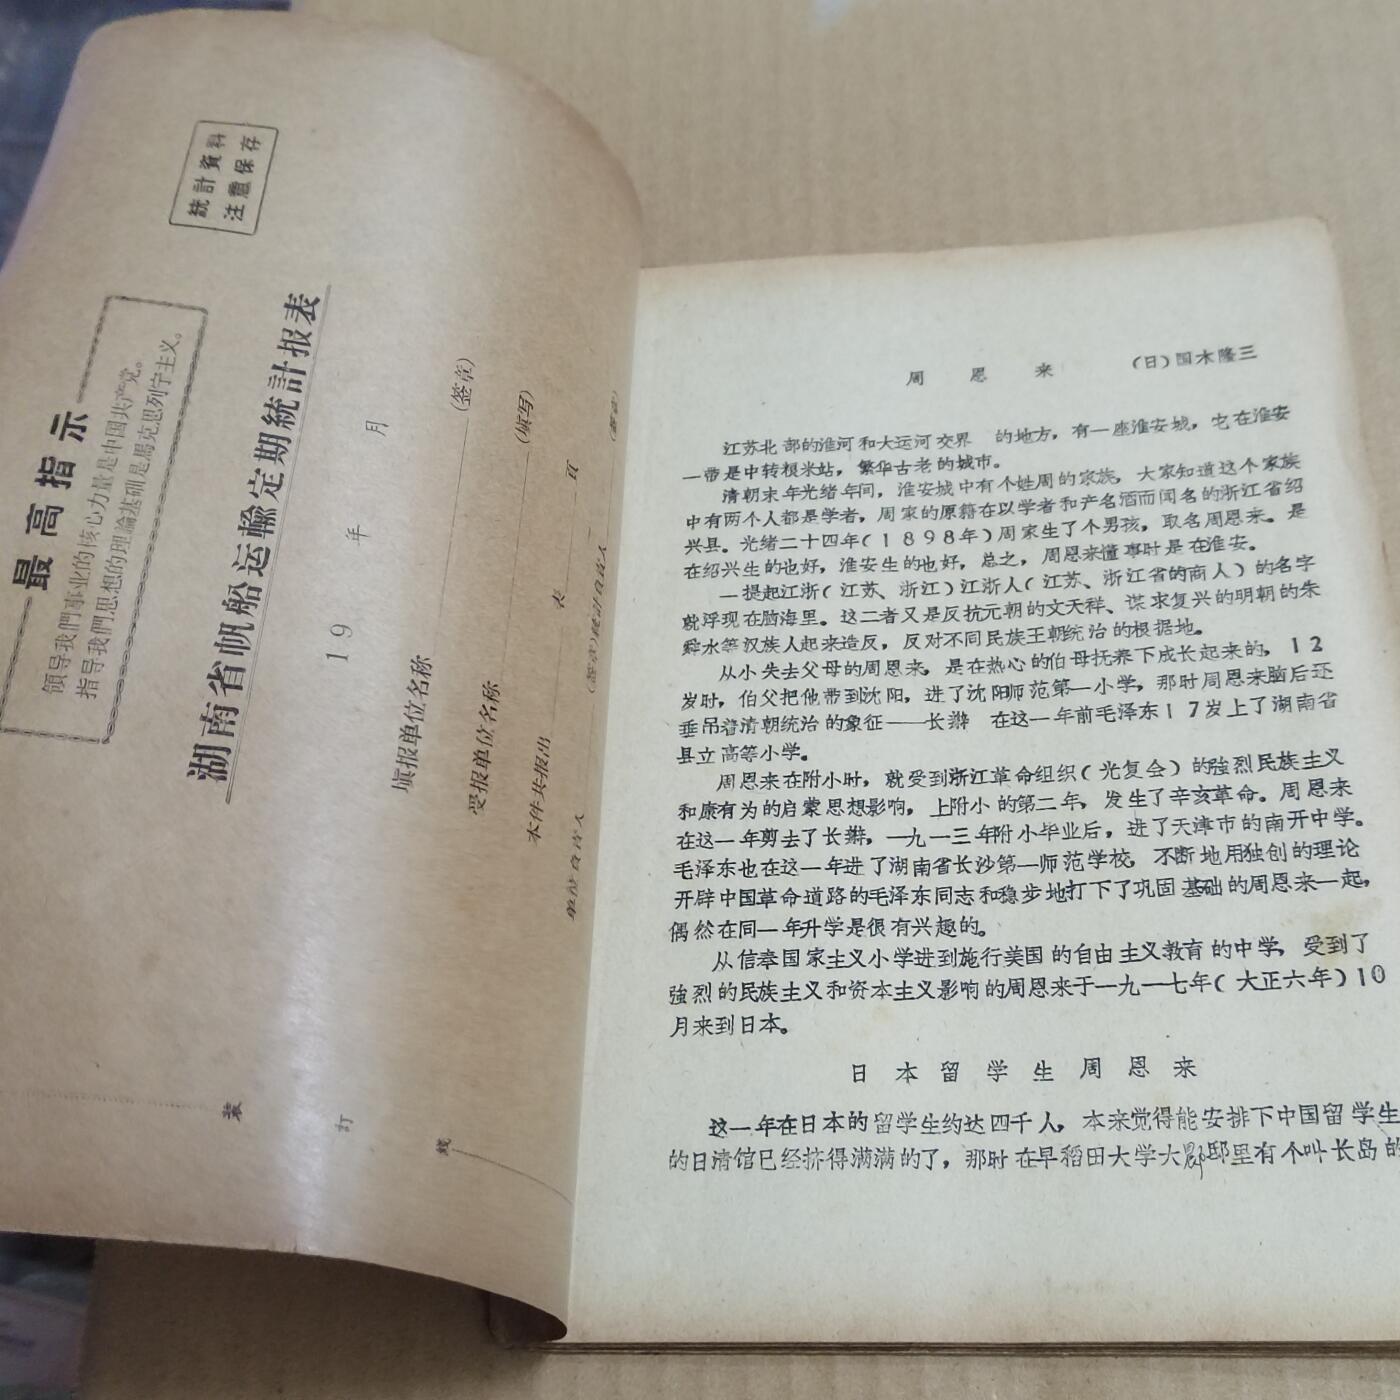 統計資料
注意保存
最高指示
領导我們事业的核心力量是中国共产党。
指导我們思想的理論基础是馬克思列宁主义。
湖南省帆船运輸定期統計报表
19 年 月
填报单位名称 (签章)
受报单位名称 (填写)
本件共报出 表 頁
单位負責人 (签章)統計負責人 (签章)
装
訂
綫
周恩来 (日)国木隆三
江苏北部的淮河和大运河交界 的地方，有一座淮安城，它在淮安
一带是中转粮米站，繁华古老的城市。
清朝末年光绪年间，淮安城中有个姓周的家族，大家知道这个家族
中有两个人都是学者，周家的原籍在以学者和产名酒而闻名的浙江省绍
兴县。光绪二十四年(1898年)周家生了个男孩，取名周恩来。是
在绍兴生的也好，淮安生的也好，总之，周恩来懂事时是在淮安。
一提起江浙(江苏、浙江)江浙人(江苏、浙江省的商人)的名字
就浮现在脑海里。这二者又是反抗元朝的文天祥、谋求复兴的明朝的朱
舜水等汉族人起来造反，反对不同民族王朝统治的根据地。
从小失去父母的周恩来，是在热心的伯母抚养下成长起来的，12
岁时，伯父把他带到沈阳，进了沈阳师范第一小学，那时周恩来脑后还
垂吊着清朝统治的象征——长辫 在这一年前毛泽东17岁上了湖南省
县立高等小学。
周恩来在附小时，就受到浙江革命组织(光复会)的強烈民族主义
和康有为的启蒙思想影响，上附小的第二年，发生了辛亥革命。周恩来
在这一年剪去了长辫，一九一三年附小毕业后，进了天津市的南开中学。
毛泽东也在这一年进了湖南省长沙第一师范学校，不断地用独创的理论
开辟中国革命道路的毛泽东同志和稳步地打下了巩固基础的周恩来一起，
偶然在同一年升学是很有兴趣的。
从信奉国家主义小学进到施行美国的自由主义教育的中学，受到了
強烈的民族主义和资本主义影响的周恩来于一九一七年(大正六年)10
月来到日本。
日本留学生周恩来
这一年在日本的留学生约达四千人，本来觉得能安排下中国留学生
的日清馆已经挤得满满的了，那时在早稻田大学大邸里有个叫长岛的